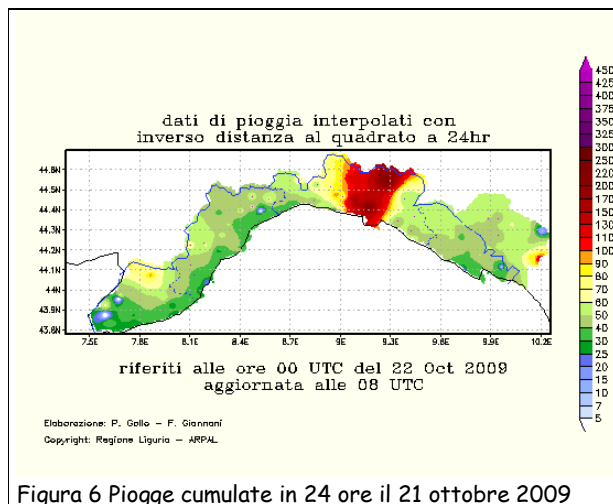 dati di pioggia interpolati con
inverso distanza al quadrato a 24hr
44.6N
44.5N
44.4N
44.3N
44.2N
44.1N
44N
43.9N
43.8N
7.5E 7.8E 8.1E 8.4E 8.7E 9E 9.3E 9.6E 9.9E 10.2E
450
400
375
350
325
300
250
200
150
130
110
100
90
80
70
60
50
40
30
25
20
15
10
7
5
riferiti alle ore 00 UTC del 22 Oct 2009
aggiornata alle 08 UTC
Elaborazione: P. Gollo – F. Giannoni
Copyright: Regione Liguria – ARPAL
Figura 6 Piogge cumulate in 24 ore il 21 ottobre 2009